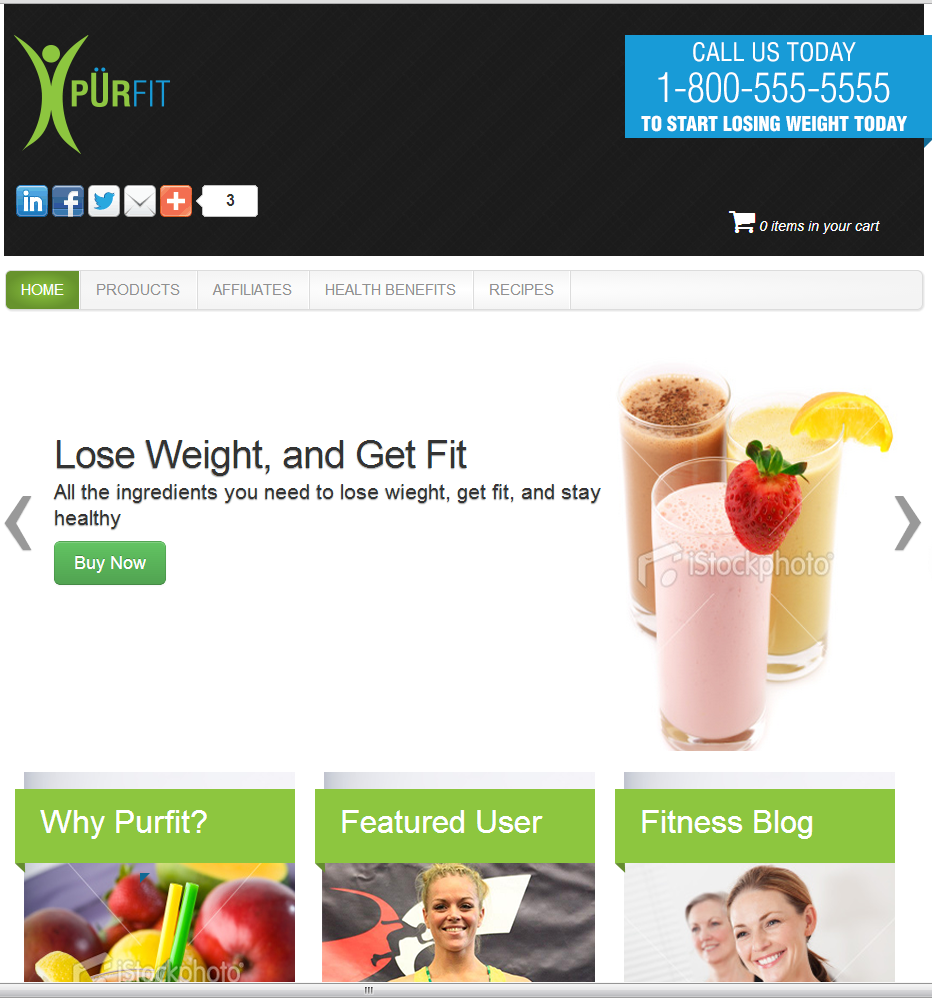 PÜRFIT
CALL US TODAY
1-800-555-5555
TO START LOSING WEIGHT TODAY
in f 3
0 items in your cart
HOME PRODUCTS AFFILIATES HEALTH BENEFITS RECIPES
Lose Weight, and Get Fit
All the ingredients you need to lose wieght, get fit, and stay
healthy
Buy Now
iStockphoto
Why Purfit? Featured User Fitness Blog
iStockphoto